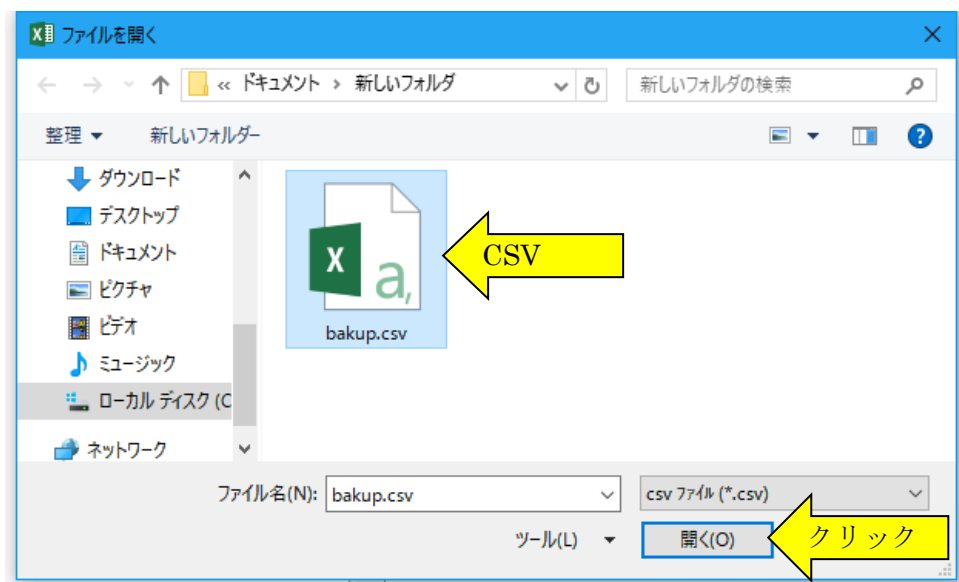 ファイルを開く
« ドキュメント › 新しいフォルダ
新しいフォルダの検索
整理
新しいフォルダー
ダウンロード
デスクトップ
ドキュメント
ピクチャ
ビデオ
ミュージック
ローカル ディスク (C
ネットワーク
bakup.csv
CSV
ファイル名(N):
bakup.csv
csv ファイル (*.csv)
ツール(L)
開く(O)
クリック